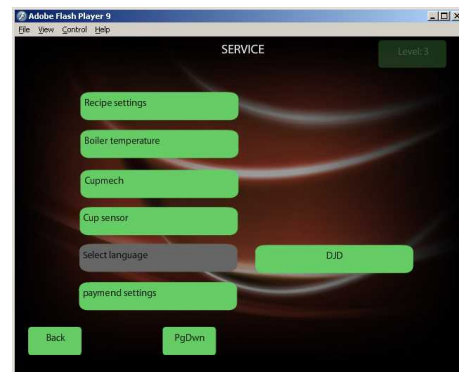 Adobe Flash Player 9
File View Control Help
SERVICE
Level: 3
Recipe settings
Boiler temperature
Cupmech
Cup sensor
Select language
DJD
paymend settings
Back
PgDwn